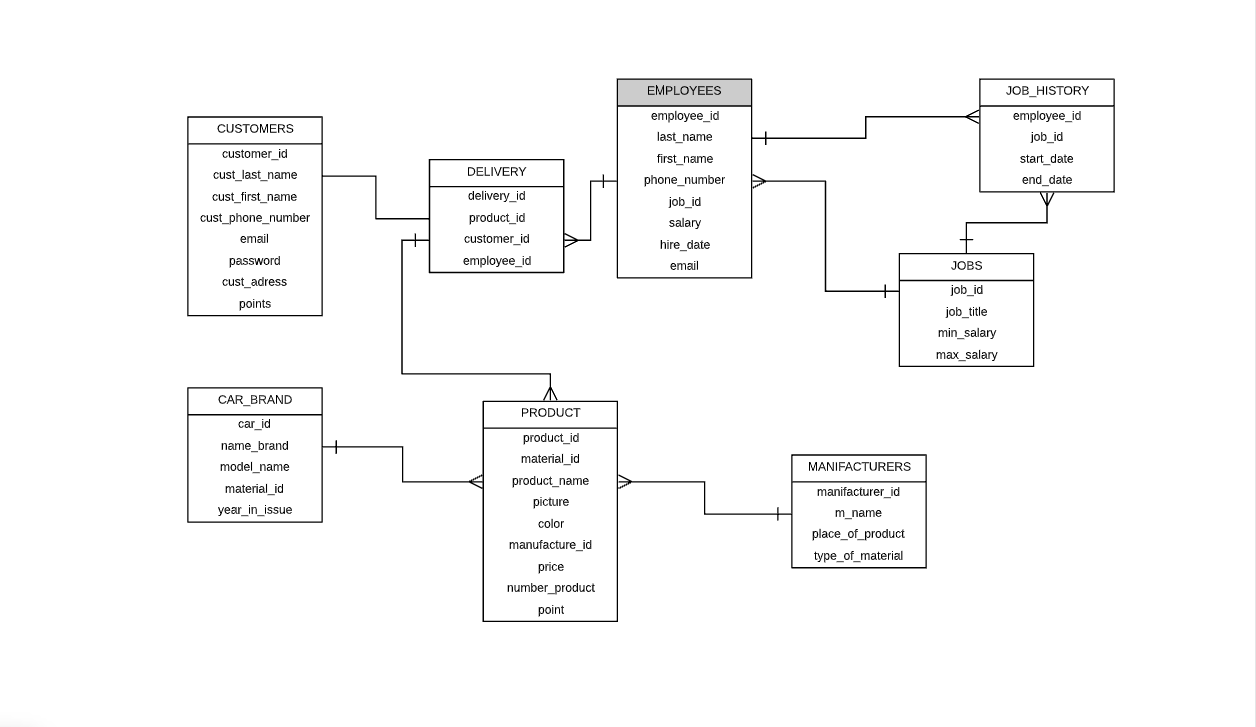 CUSTOMERS
customer_id
cust_last_name
cust_first_name
cust_phone_number
email
password
cust_adress
points
DELIVERY
delivery_id
product_id
customer_id
employee_id
EMPLOYEES
employee_id
last_name
first_name
phone_number
job_id
salary
hire_date
email
JOB_HISTORY
employee_id
job_id
start_date
end_date
JOBS
job_id
job_title
min_salary
max_salary
CAR_BRAND
car_id
name_brand
model_name
material_id
year_in_issue
PRODUCT
product_id
material_id
product_name
picture
color
manufacture_id
price
number_product
point
MANIFACTURERS
manifacturer_id
m_name
place_of_product
type_of_material